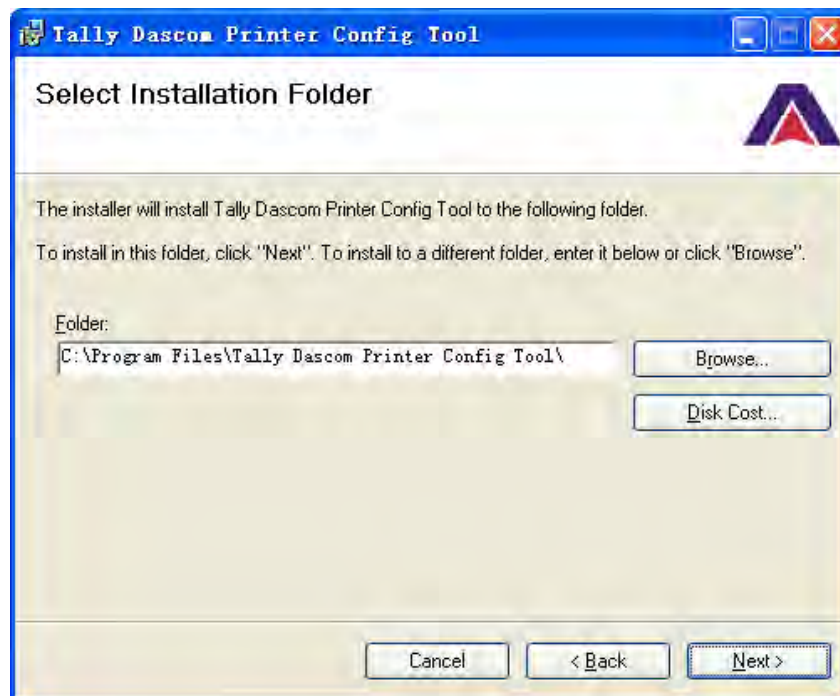 Tally Dascom Printer Config Tool
Select Installation Folder
The installer will install Tally Dascom Printer Config Tool to the following folder.
To install in this folder, click "Next". To install to a different folder, enter it below or click "Browse".
Folder:
C:\Program Files\Tally Dascom Printer Config Tool\
Browse...
Disk Cost...
Cancel
< Back
Next >